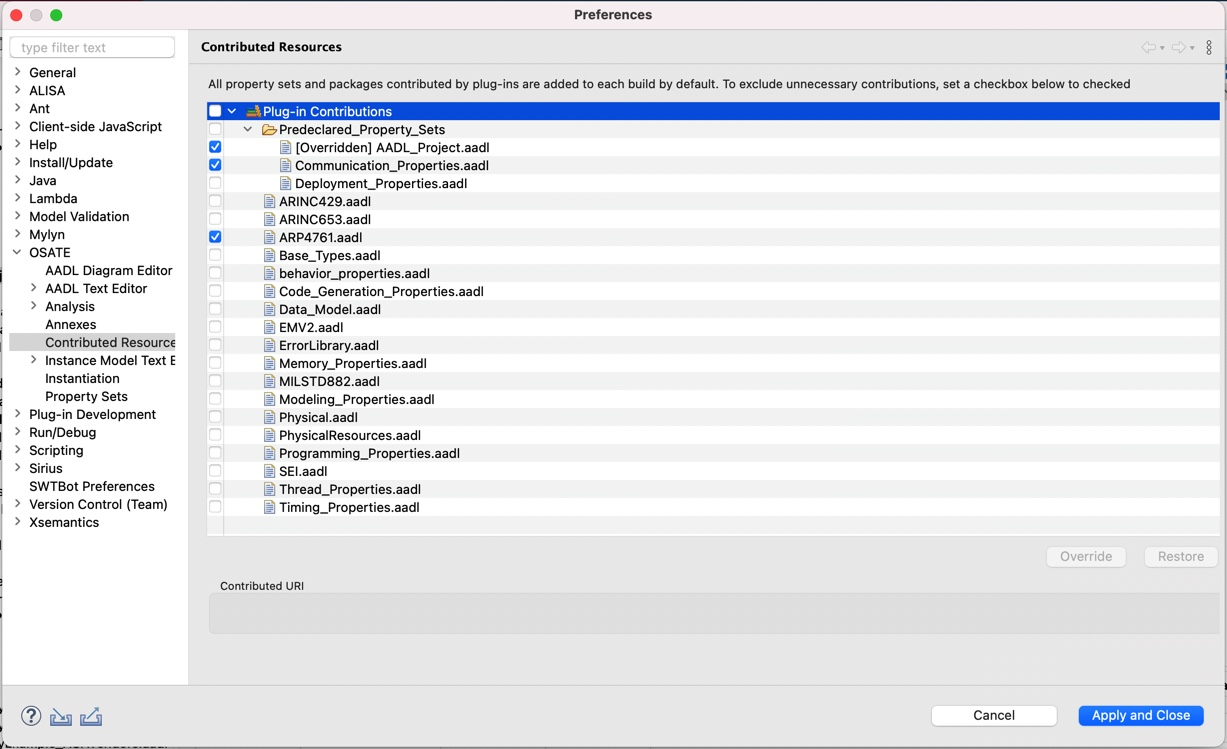 Preferences
type filter text
General
ALISA
Ant
Client-side JavaScript
Help
Install/Update
Java
Lambda
Model Validation
Mylyn
OSATE
AADL Diagram Editor
AADL Text Editor
Analysis
Annexes
Contributed Resource
Instance Model Text E
Instantiation
Property Sets
Plug-in Development
Run/Debug
Scripting
Sirius
SWTBot Preferences
Version Control (Team)
Xsemantics
Contributed Resources
All property sets and packages contributed by plug-ins are added to each build by default. To exclude unnecessary contributions, set a checkbox below to checked
Plug-in Contributions
Predeclared_Property_Sets
[Overridden] AADL_Project.aadl
Communication_Properties.aadl
Deployment_Properties.aadl
ARINC429.aadl
ARINC653.aadl
ARP4761.aadl
Base_Types.aadl
behavior_properties.aadl
Code_Generation_Properties.aadl
Data_Model.aadl
EMV2.aadl
ErrorLibrary.aadl
Memory_Properties.aadl
MILSTD882.aadl
Modeling_Properties.aadl
Physical.aadl
PhysicalResources.aadl
Programming_Properties.aadl
SEI.aadl
Thread_Properties.aadl
Timing_Properties.aadl
Override
Restore
Contributed URI
?
Cancel
Apply and Close